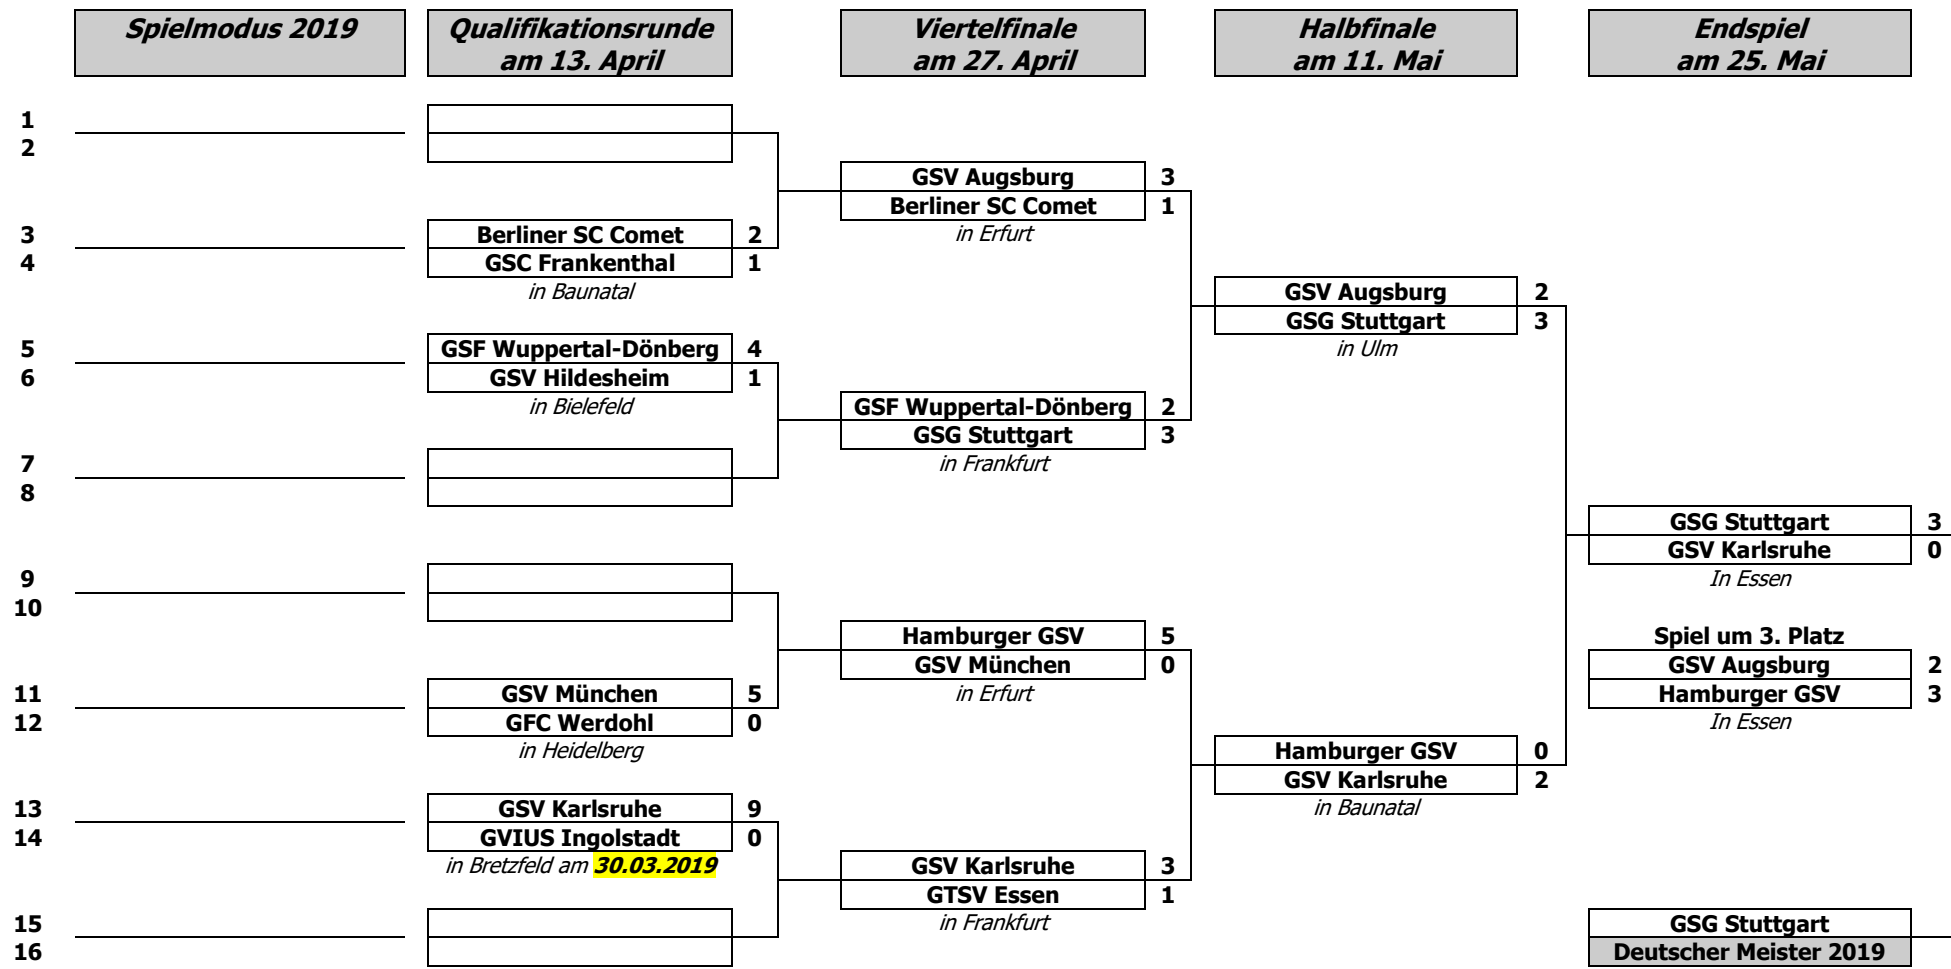 Spielmodus 2019
Qualifikationsrunde
am 13. April
Viertelfinale
am 27. April
Halbfinale
am 11. Mai
Endspiel
am 25. Mai
1
2
GSV Augsburg 3
Berliner SC Comet 1
in Erfurt
3 Berliner SC Comet 2
4 GSC Frankenthal 1
in Baunatal
GSV Augsburg 2
GSG Stuttgart 3
in Ulm
5 GSF Wuppertal-Dönberg 4
6 GSV Hildesheim 1
in Bielefeld
GSF Wuppertal-Dönberg 2
GSG Stuttgart 3
in Frankfurt
7
8
GSG Stuttgart 3
GSV Karlsruhe 0
In Essen
9
10
Hamburger GSV 5
GSV München 0
in Erfurt
Spiel um 3. Platz
GSV Augsburg 2
Hamburger GSV 3
In Essen
11 GSV München 5
12 GFC Werdohl 0
in Heidelberg
Hamburger GSV 0
GSV Karlsruhe 2
in Baunatal
13 GSV Karlsruhe 9
14 GVIUS Ingolstadt 0
in Bretzfeld am 30.03.2019
GSV Karlsruhe 3
GTSV Essen 1
in Frankfurt
15
16
GSG Stuttgart
Deutscher Meister 2019